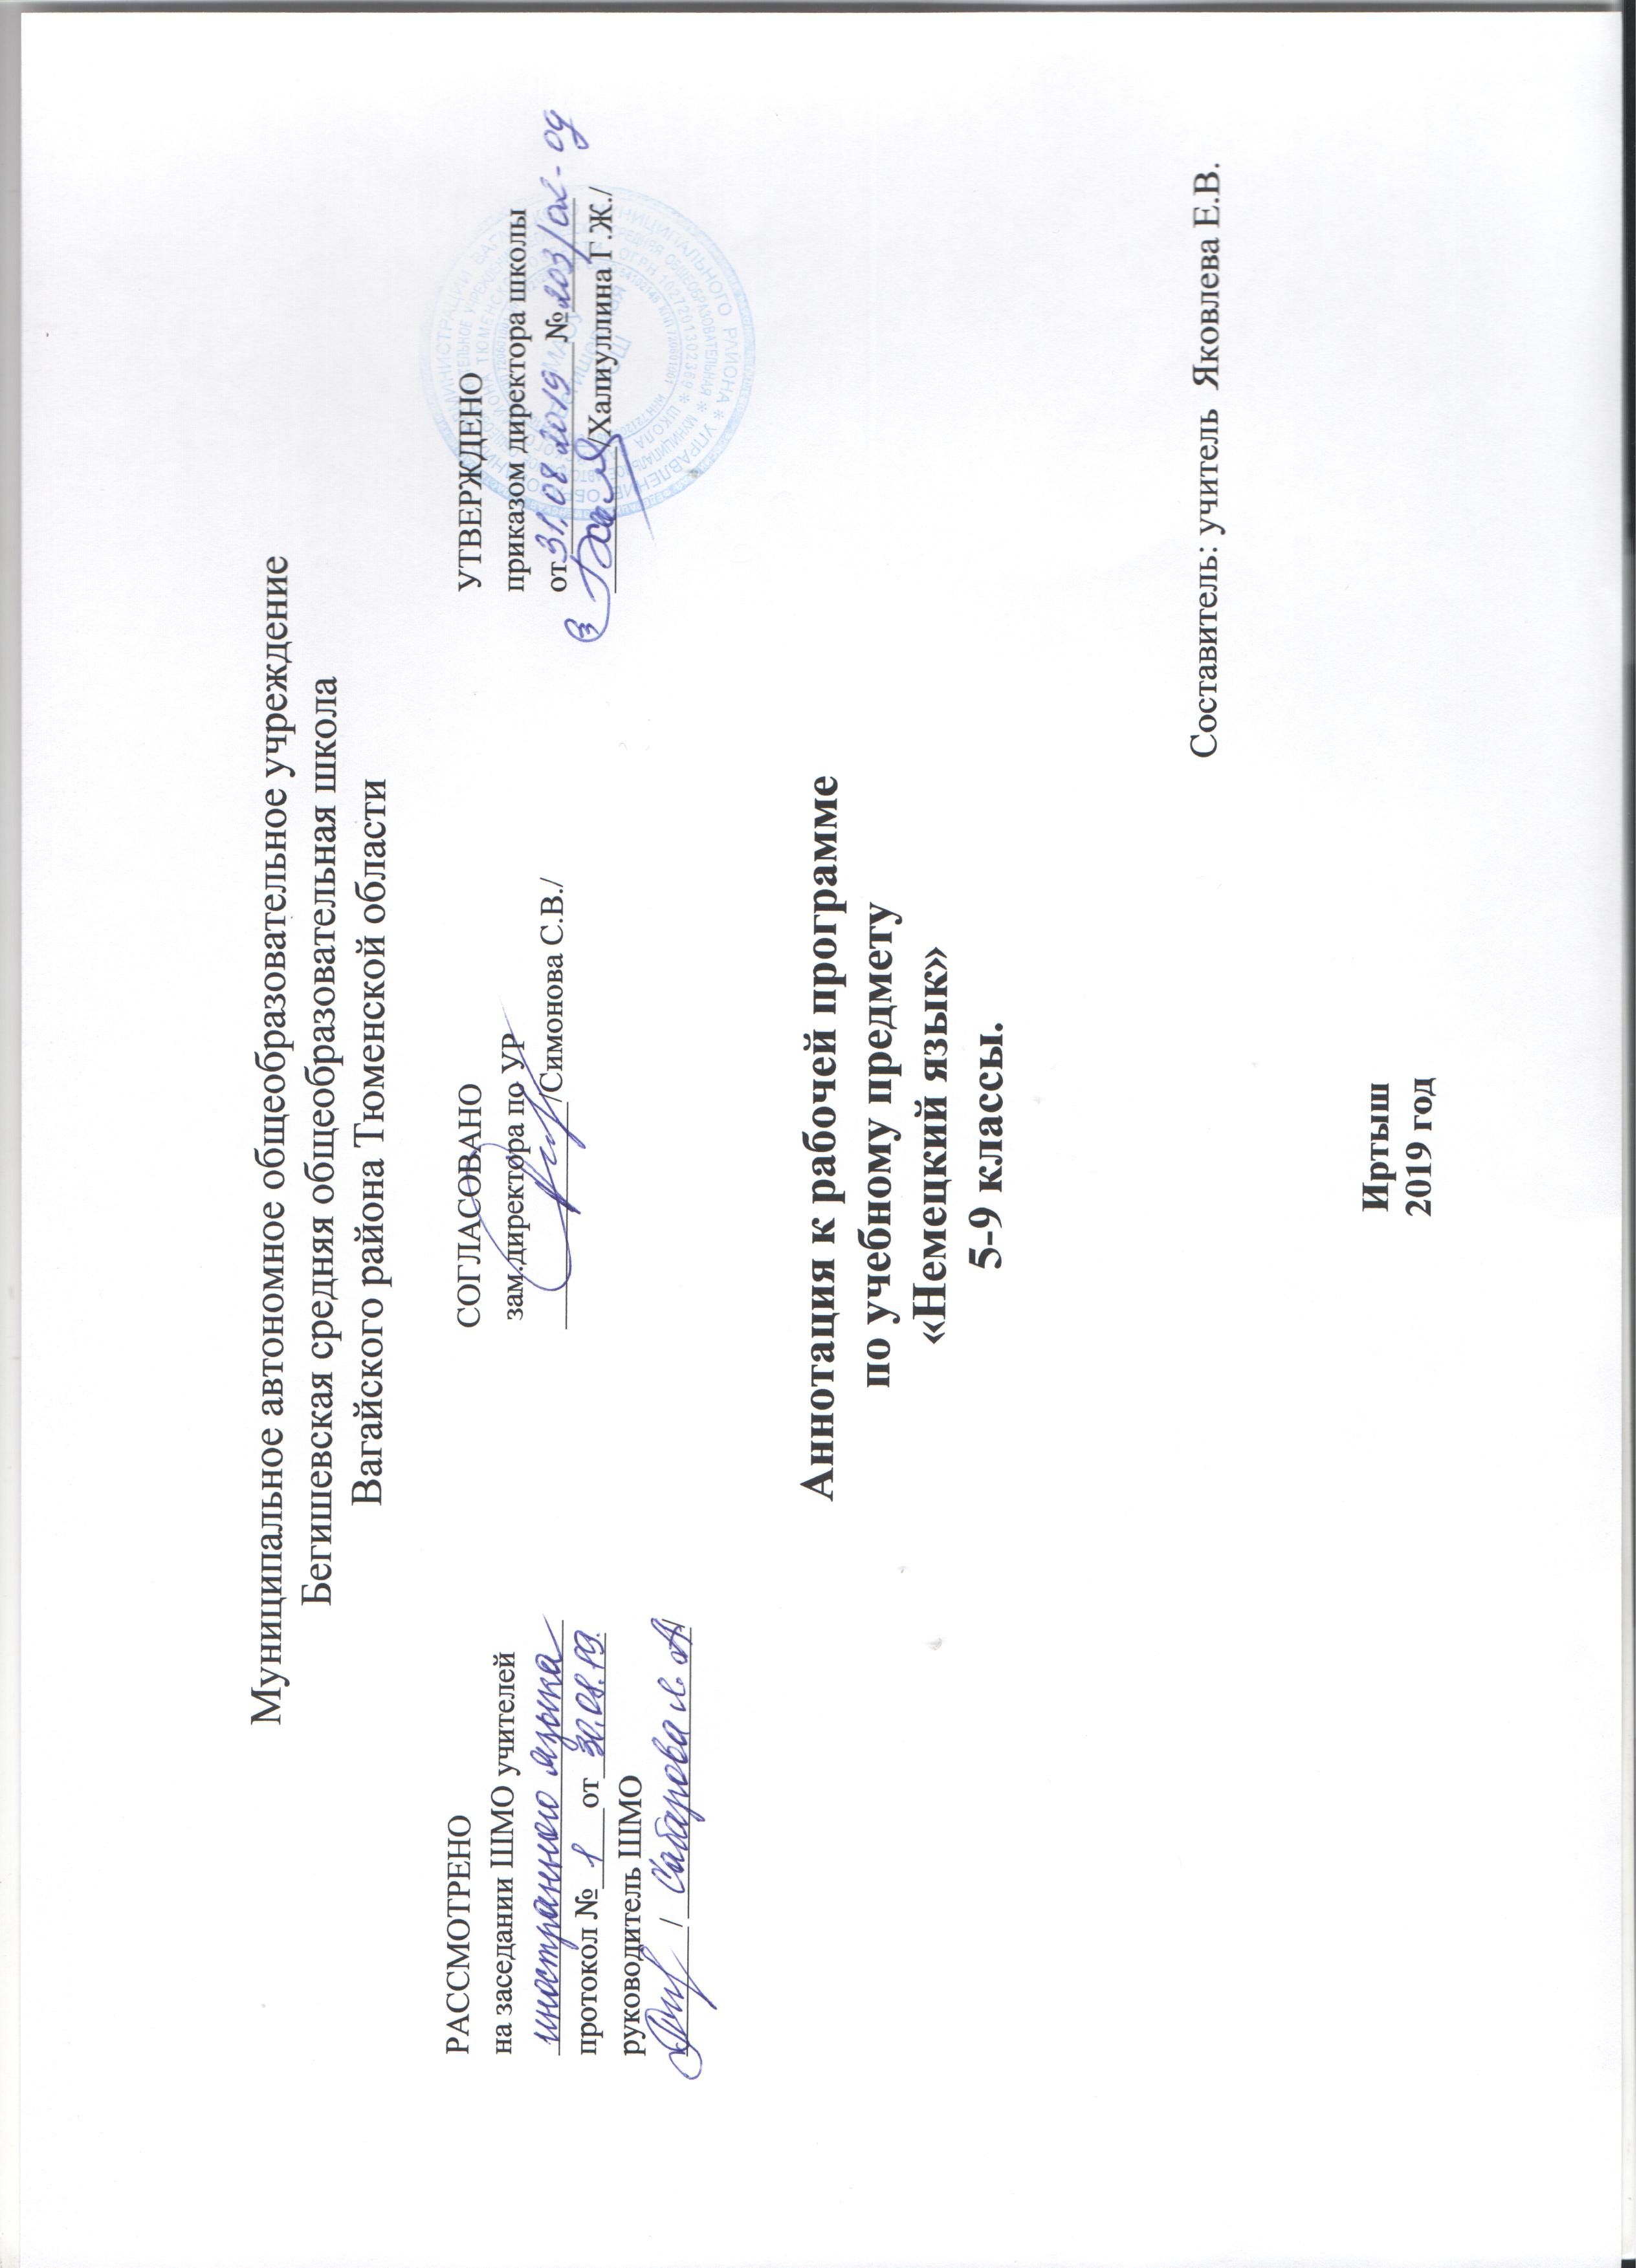 Муниципальное автономное общеобразовательное учреждение
Бегишевская средняя общеобразовательная школа
Вагайского района Тюменской области
РАССМОТРЕНО
на заседании ШМО учителей
иностранного языка
протокол № 1 от 30.08.19.
руководитель ШМО
/ Сабарова /
СОГЛАСОВАНО
зам.директора по УР
/Симонова С.В./
УТВЕРЖДЕНО
приказом директора школы
от 31.08.2019 № 203/02-од
/Халиуллина Г.Ж./
Аннотация к рабочей программе
по учебному предмету
«Немецкий язык»
5-9 классы.
Составитель: учитель Яковлева Е.В.
Иртыш
2019 год